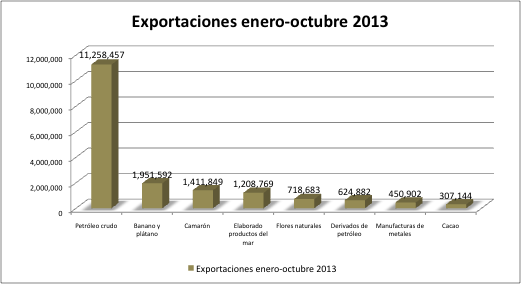 Exportaciones enero-octubre 2013
12,000,000
10,000,000
8,000,000
6,000,000
4,000,000
2,000,000
0
11,258,457
1,951,592
1,411,849
1,208,769
718,683
624,882
450,902
307,144
Petróleo crudo
Banano y
plátano
Camarón
Elaborado
productos del
mar
Flores naturales
Derivados de
petróleo
Manufacturas de
metales
Cacao
Exportaciones enero-octubre 2013